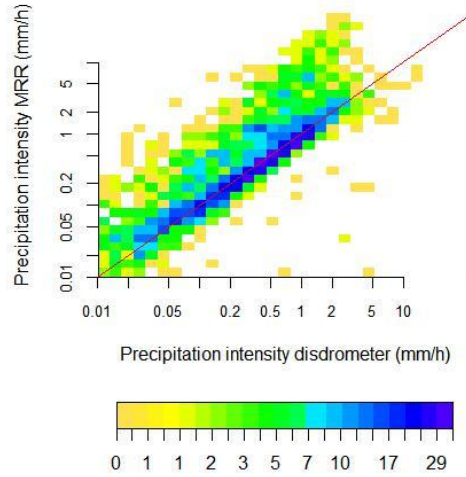 Precipitation intensity MRR (mm/h)
5
2
1
0.2
0.05
0.01
0.01 0.05 0.2 0.5 1 2 5 10
Precipitation intensity disdrometer (mm/h)
0 1 1 2 3 5 7 10 17 29